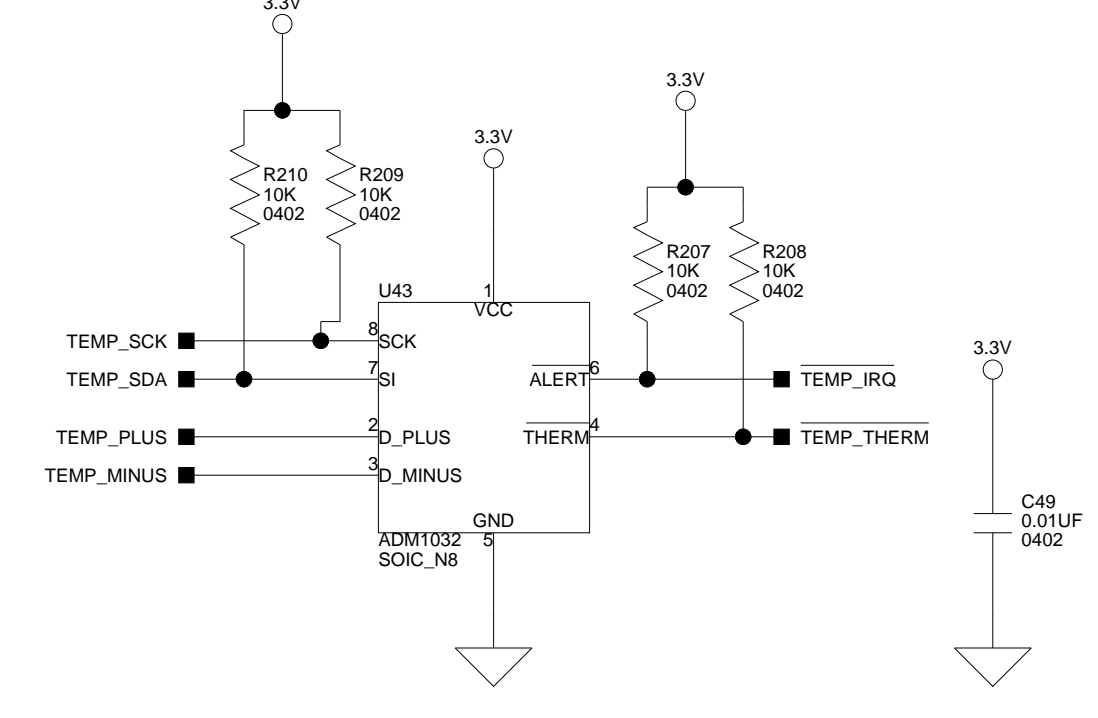 3.3V
3.3V
3.3V
R210
10K
0402
R209
10K
0402
R207
10K
0402
R208
10K
0402
U43
1
VCC
TEMP_SCK
8
SCK
TEMP_SDA
7
SI
TEMP_PLUS
2
D_PLUS
TEMP_MINUS
3
D_MINUS
ALERT
6
TEMP_IRQ
THERM
4
TEMP_THERM
GND
5
ADM1032
SOIC_N8
3.3V
C49
0.01UF
0402